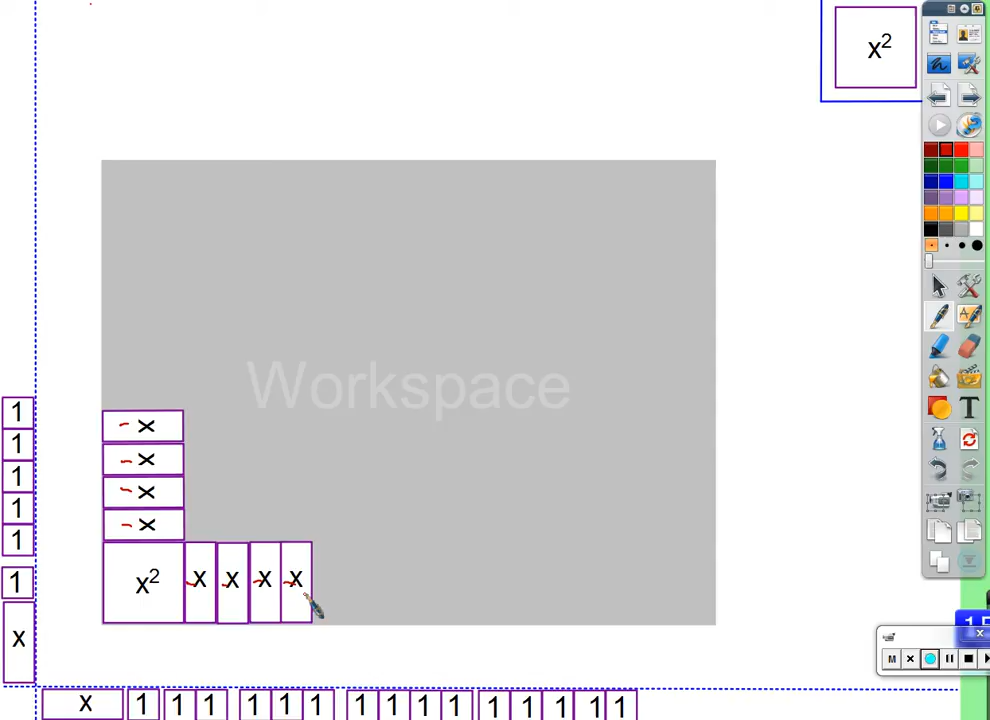 x²
Workspace
- x
- x
- x
- x
x² -x -x -x -x
1
1
1
1
1
1
x
x 1 1 1 1 1 1 1 1 1 1 1 1 1 1 1
M